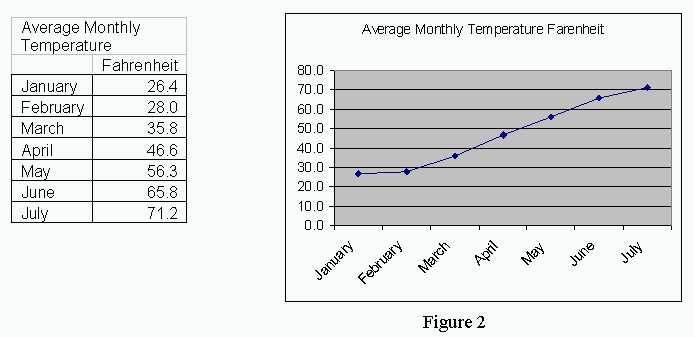 Average Monthly
Temperature
Fahrenheit
January 26.4
February 28.0
March 35.8
April 46.6
May 56.3
June 65.8
July 71.2
Average Monthly Temperature Farenheit
80.0
70.0
60.0
50.0
40.0
30.0
20.0
10.0
0.0
January
February
March
April
May
June
July
Figure 2